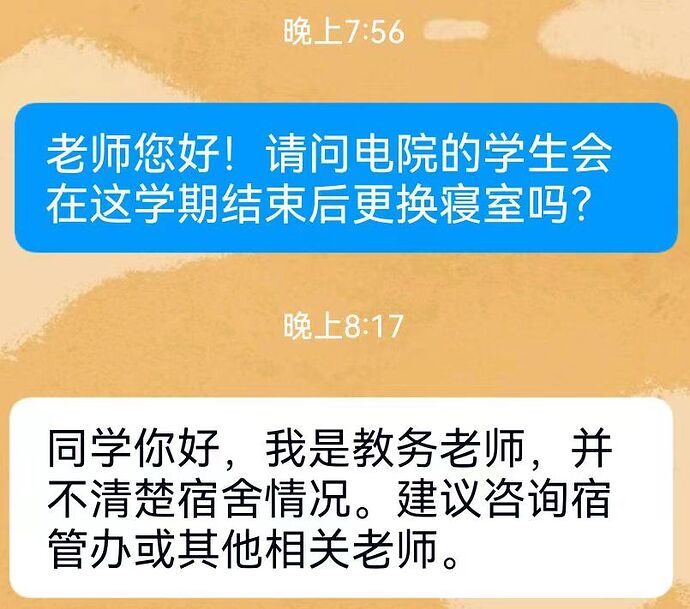 晚上7:56
老师您好！请问电院的学生会
在这学期结束后更换寝室吗？
晚上8:17
同学你好，我是教务老师，并
不清楚宿舍情况。建议咨询宿
管办或其他相关老师。